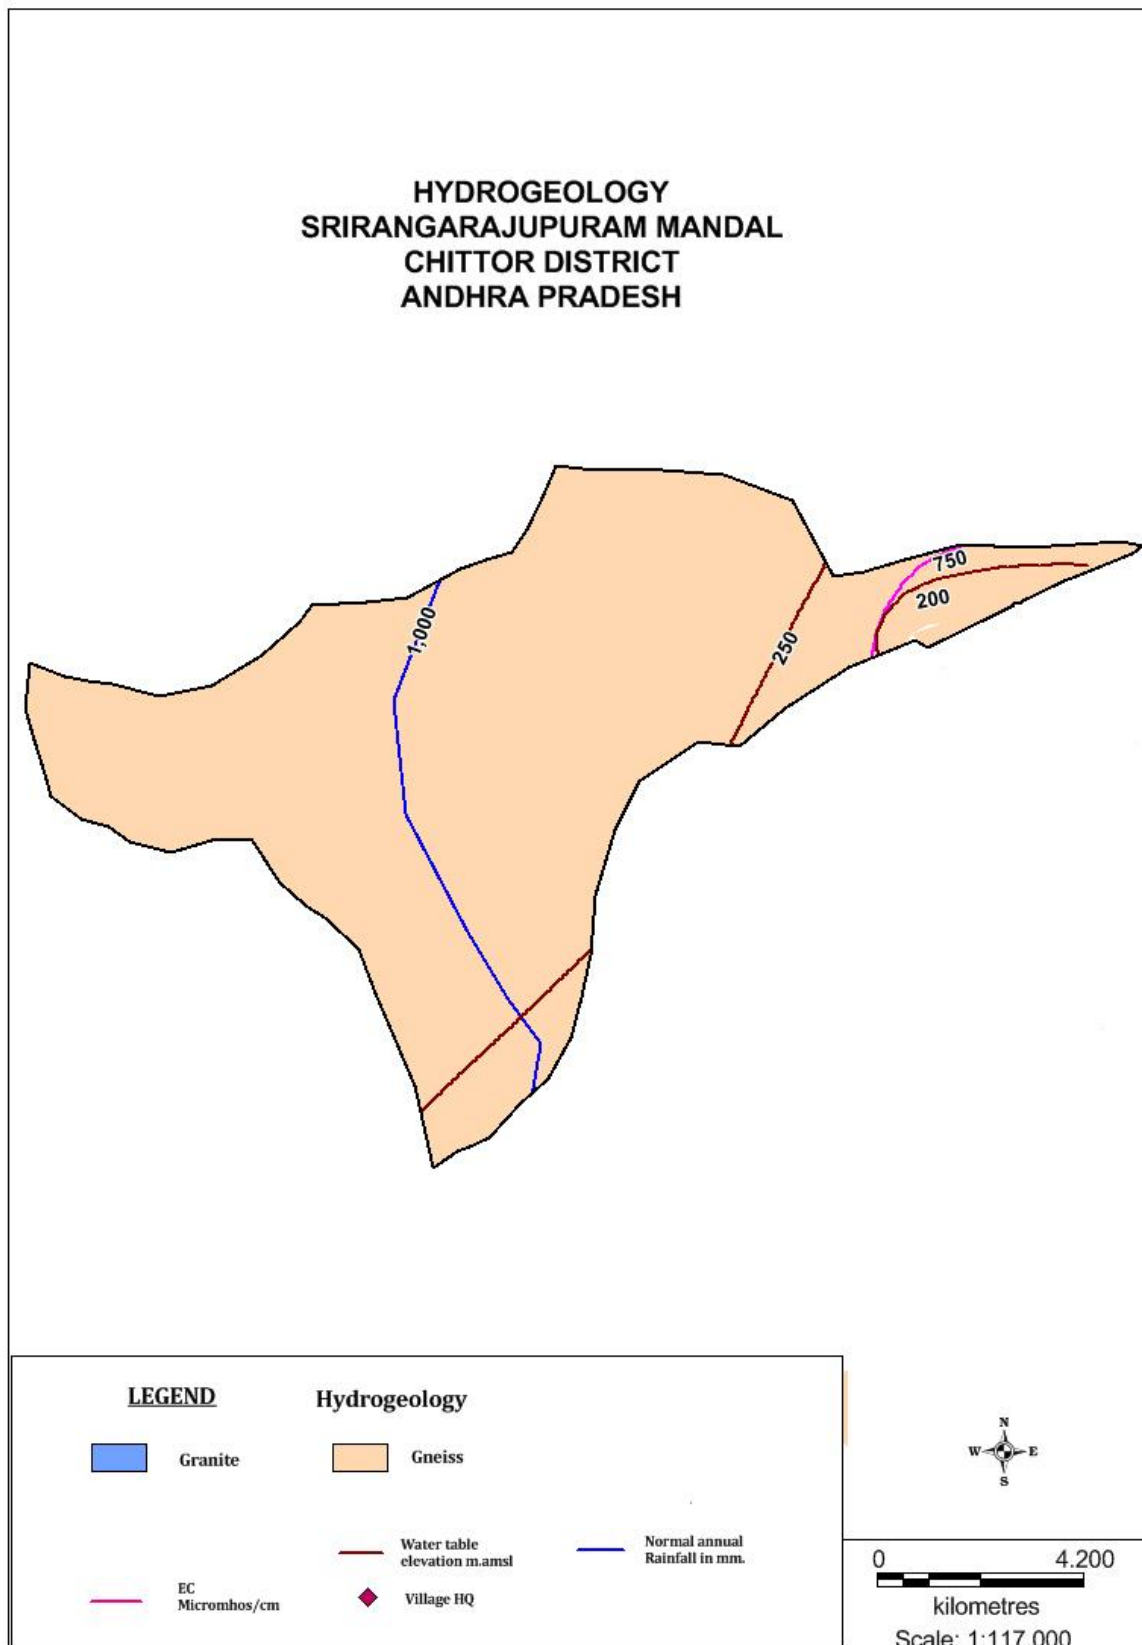 HYDROGEOLOGY
SRIRANGARAJUPURAM MANDAL
CHITTOR DISTRICT
ANDHRA PRADESH
750
200
1,000
250
LEGEND
Hydrogeology
Granite
Gneiss
Water table
elevation m.amsl
Normal annual
Rainfall in mm.
EC
Micromhos/cm
Village HQ
N
W E
S
0 4.200
kilometres
Scale: 1:117,000